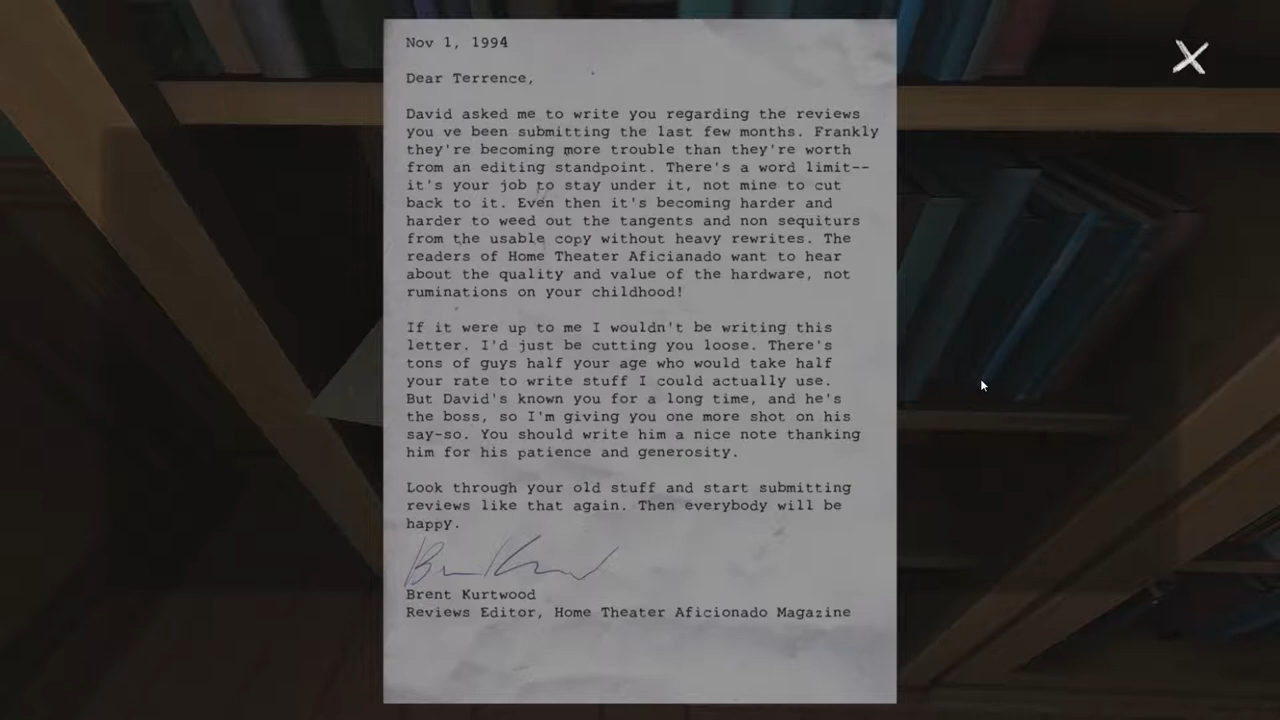 Nov 1, 1994
Dear Terrence,
David asked me to write you regarding the reviews
you ve been submitting the last few months. Frankly
they're becoming more trouble than they're worth
from an editing standpoint. There's a word limit--
it's your job to stay under it, not mine to cut
back to it. Even then it's becoming harder and
harder to weed out the tangents and non sequiturs
from the usable copy without heavy rewrites. The
readers of Home Theater Aficianado want to hear
about the quality and value of the hardware, not
ruminations on your childhood!
If it were up to me I wouldn't be writing this
letter. I'd just be cutting you loose. There's
tons of guys half your age who would take half
your rate to write stuff I could actually use.
But David's known you for a long time, and he's
the boss, so I'm giving you one more shot on his
say-so. You should write him a nice note thanking
him for his patience and generosity.
Look through your old stuff and start submitting
reviews like that again. Then everybody will be
happy.
Brent Kurtwood
Reviews Editor, Home Theater Aficionado Magazine